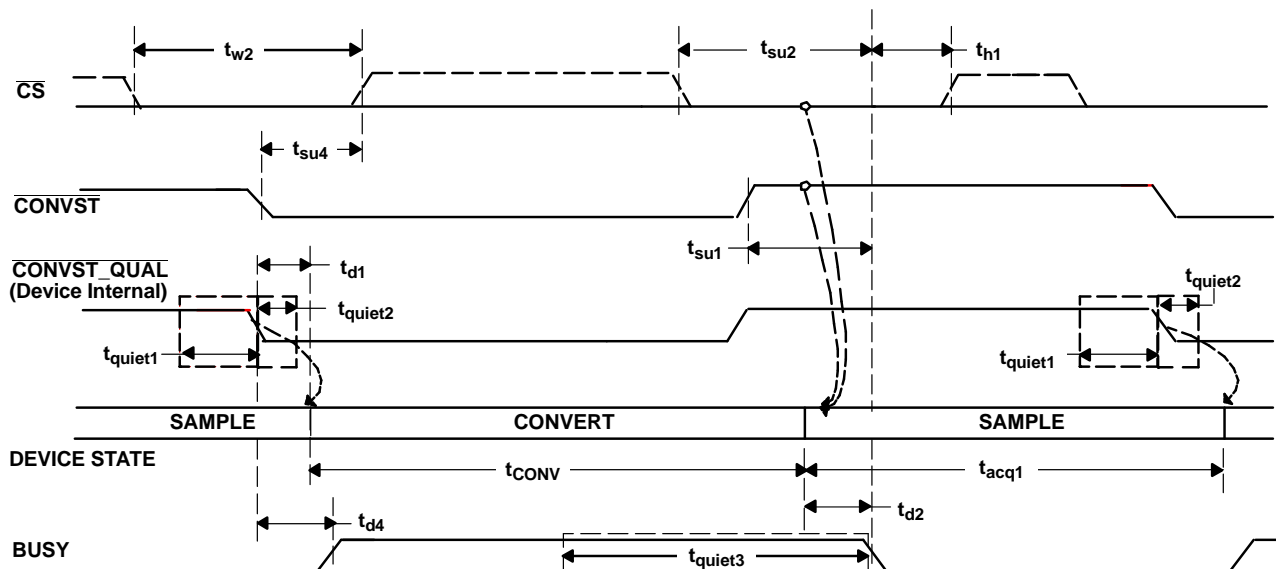 tw2
tsu2
th1
CS
tsu4
CONVST
tsu1
CONVST_QUAL
(Device Internal)
td1
tquiet2
tquiet2
tquiet1
tquiet1
SAMPLE CONVERT SAMPLE
DEVICE STATE
tCONV
tacq1
td4
td2
BUSY
tquiet3